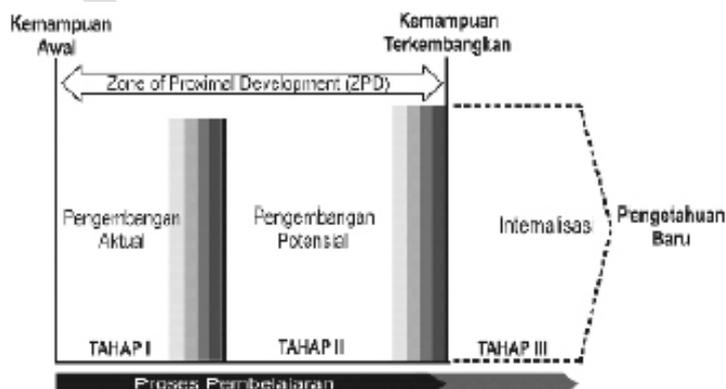 Kemampuan
Awal
Kemampuan
Terkembangkan
Zone of Proximal Development (ZPD)
Pengembangan
Aktual
Pengembangan
Potensial
Internalisasi
Pengetahuan
Baru
TAHAP I
TAHAP II
TAHAP III
Proses Pembelajaran